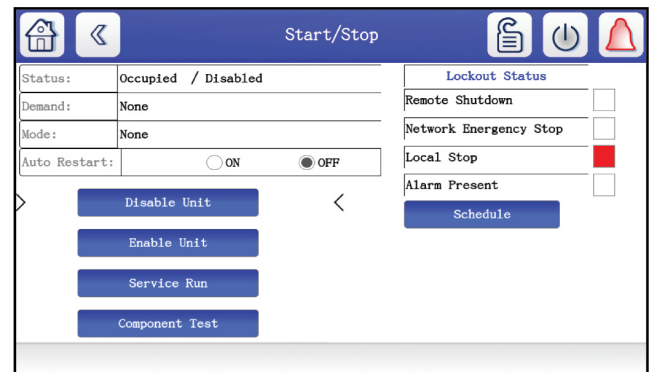 Start/Stop
Status: Occupied / Disabled
Demand: None
Mode: None
Auto Restart: ON OFF
Disable Unit
Enable Unit
Service Run
Component Test
Lockout Status
Remote Shutdown
Network Energy Stop
Local Stop
Alarm Present
Schedule